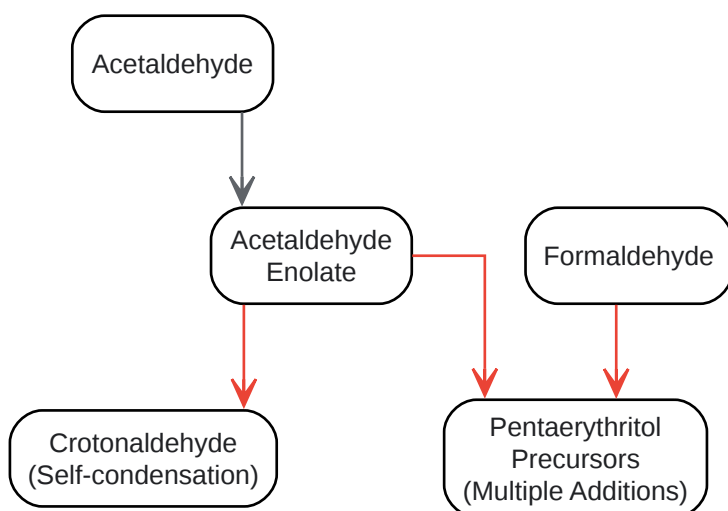 Acetaldehyde
Acetaldehyde
Enolate
Formaldehyde
Crotonaldehyde
(Self-condensation)
Pentaerythritol
Precursors
(Multiple Additions)